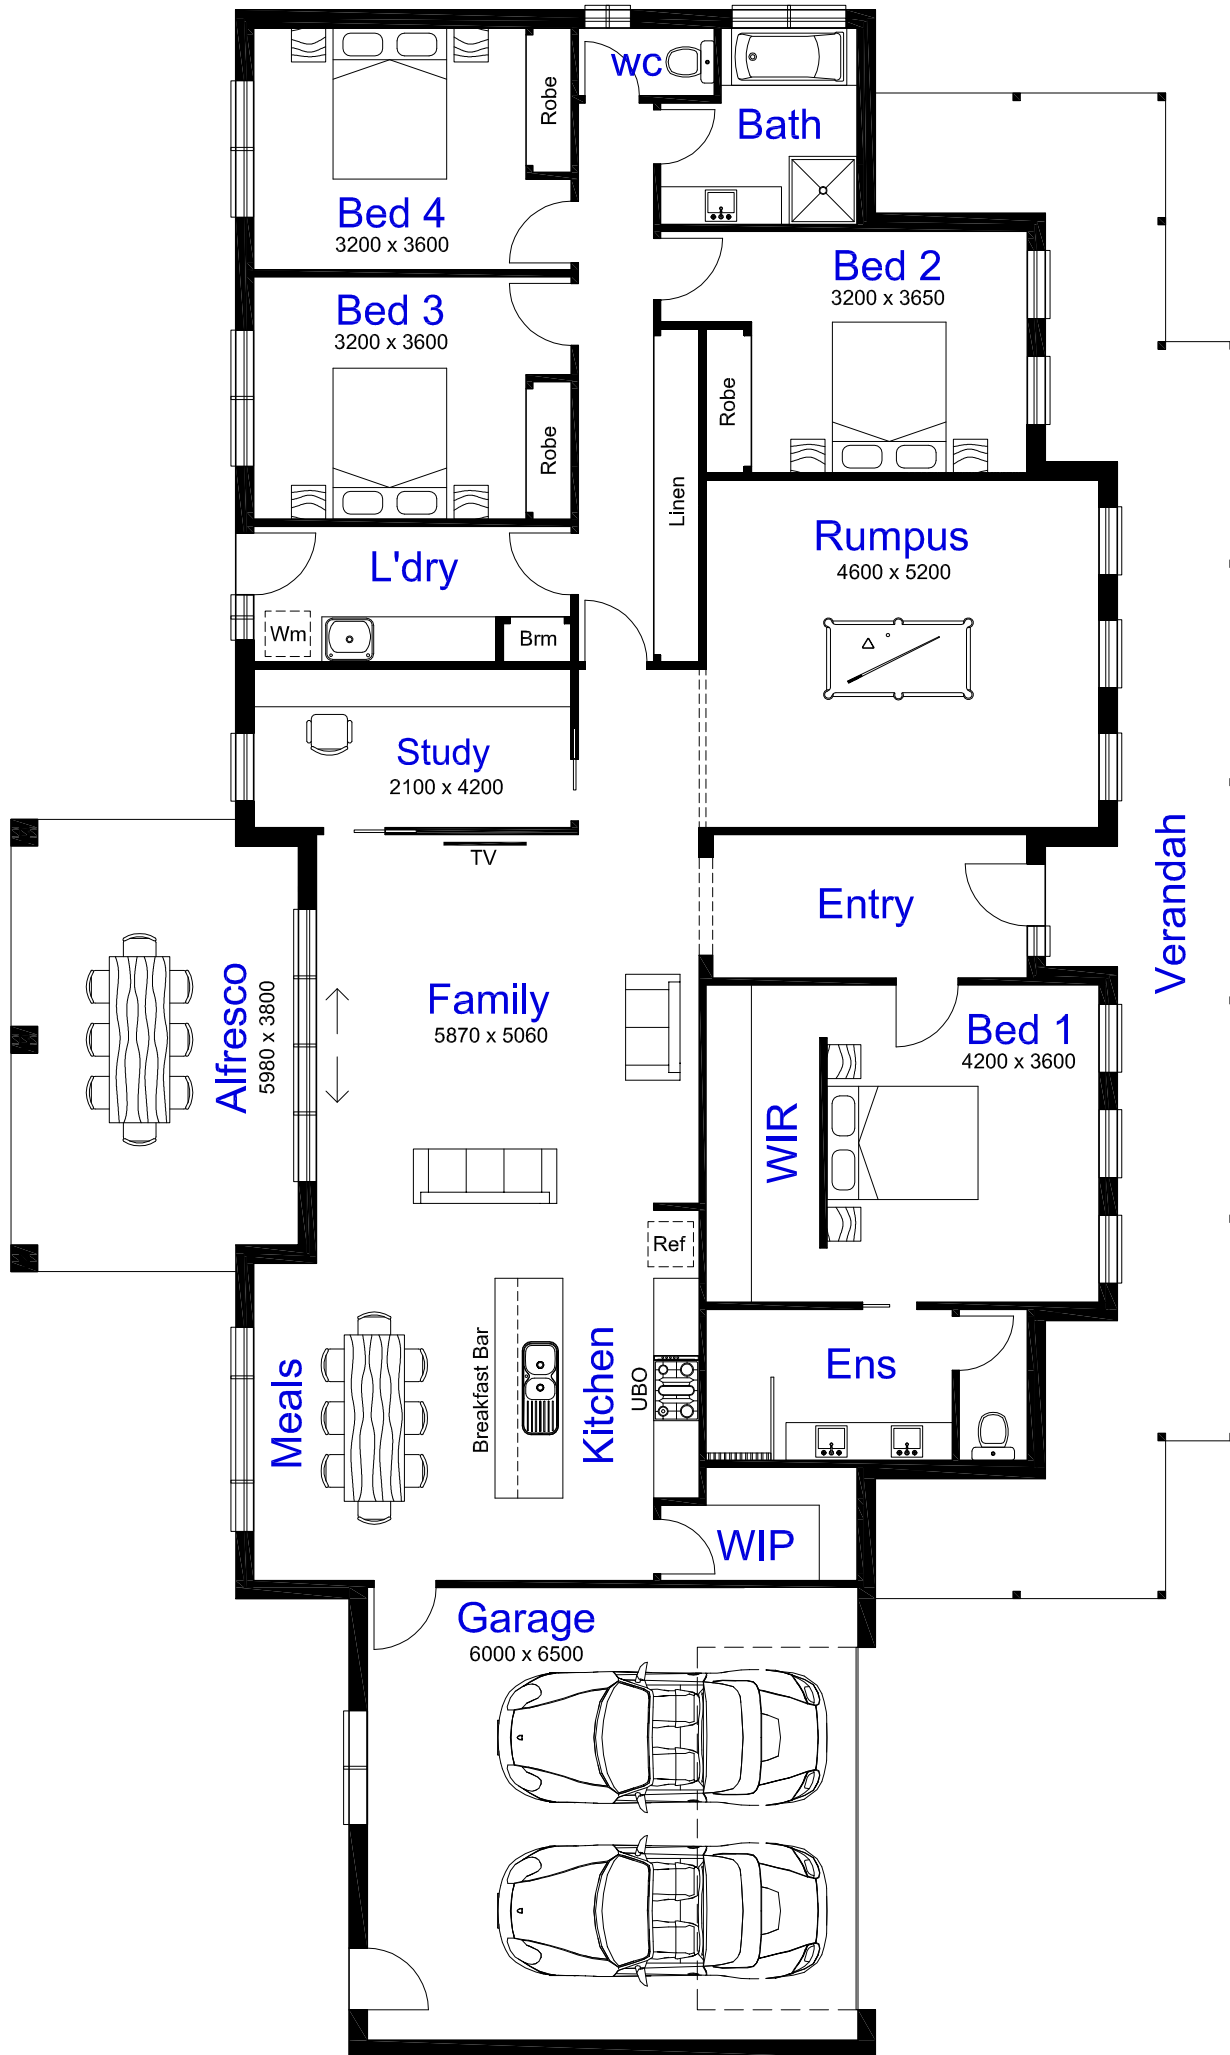 wc
Robe
Bath
Bed 4
3200 x 3600
Bed 2
3200 x 3650
Bed 3
3200 x 3600
Robe
Robe
Linen
Rumpus
4600 x 5200
L'dry
Wm
Brm
Study
2100 x 4200
TV
Verandah
Entry
Alfresco
5980 x 3800
Family
5870 x 5060
Bed 1
4200 x 3600
WIR
Ref
Meals
Breakfast Bar
Kitchen
UBO
Ens
WIP
Garage
6000 x 6500